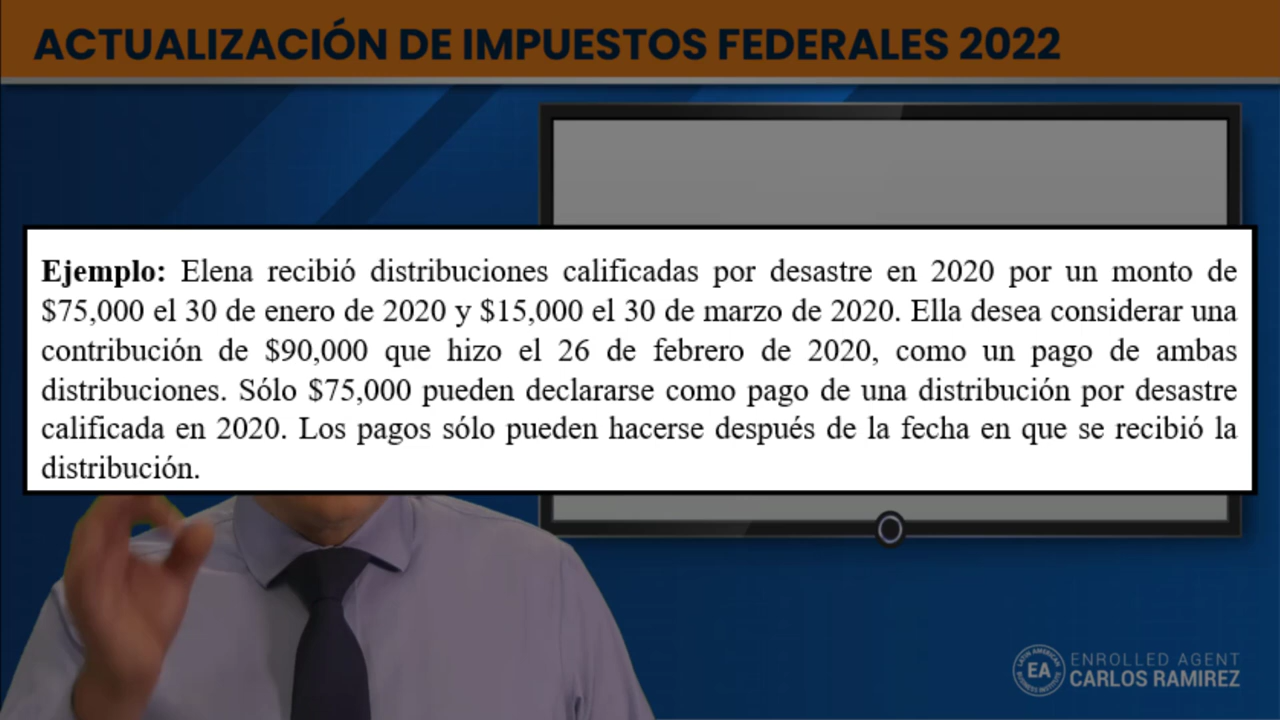 ACTUALIZACIÓN DE IMPUESTOS FEDERALES 2022
Ejemplo: Elena recibió distribuciones calificadas por desastre en 2020 por un monto de
$75,000 el 30 de enero de 2020 y $15,000 el 30 de marzo de 2020. Ella desea considerar una
contribución de $90,000 que hizo el 26 de febrero de 2020, como un pago de ambas
distribuciones. Sólo $75,000 pueden declararse como pago de una distribución por desastre
calificada en 2020. Los pagos sólo pueden hacerse después de la fecha en que se recibió la
distribución.
LATIN AMERICAN
EA
BUSINESS INSTITUTE
ENROLLED AGENT
CARLOS RAMIREZ